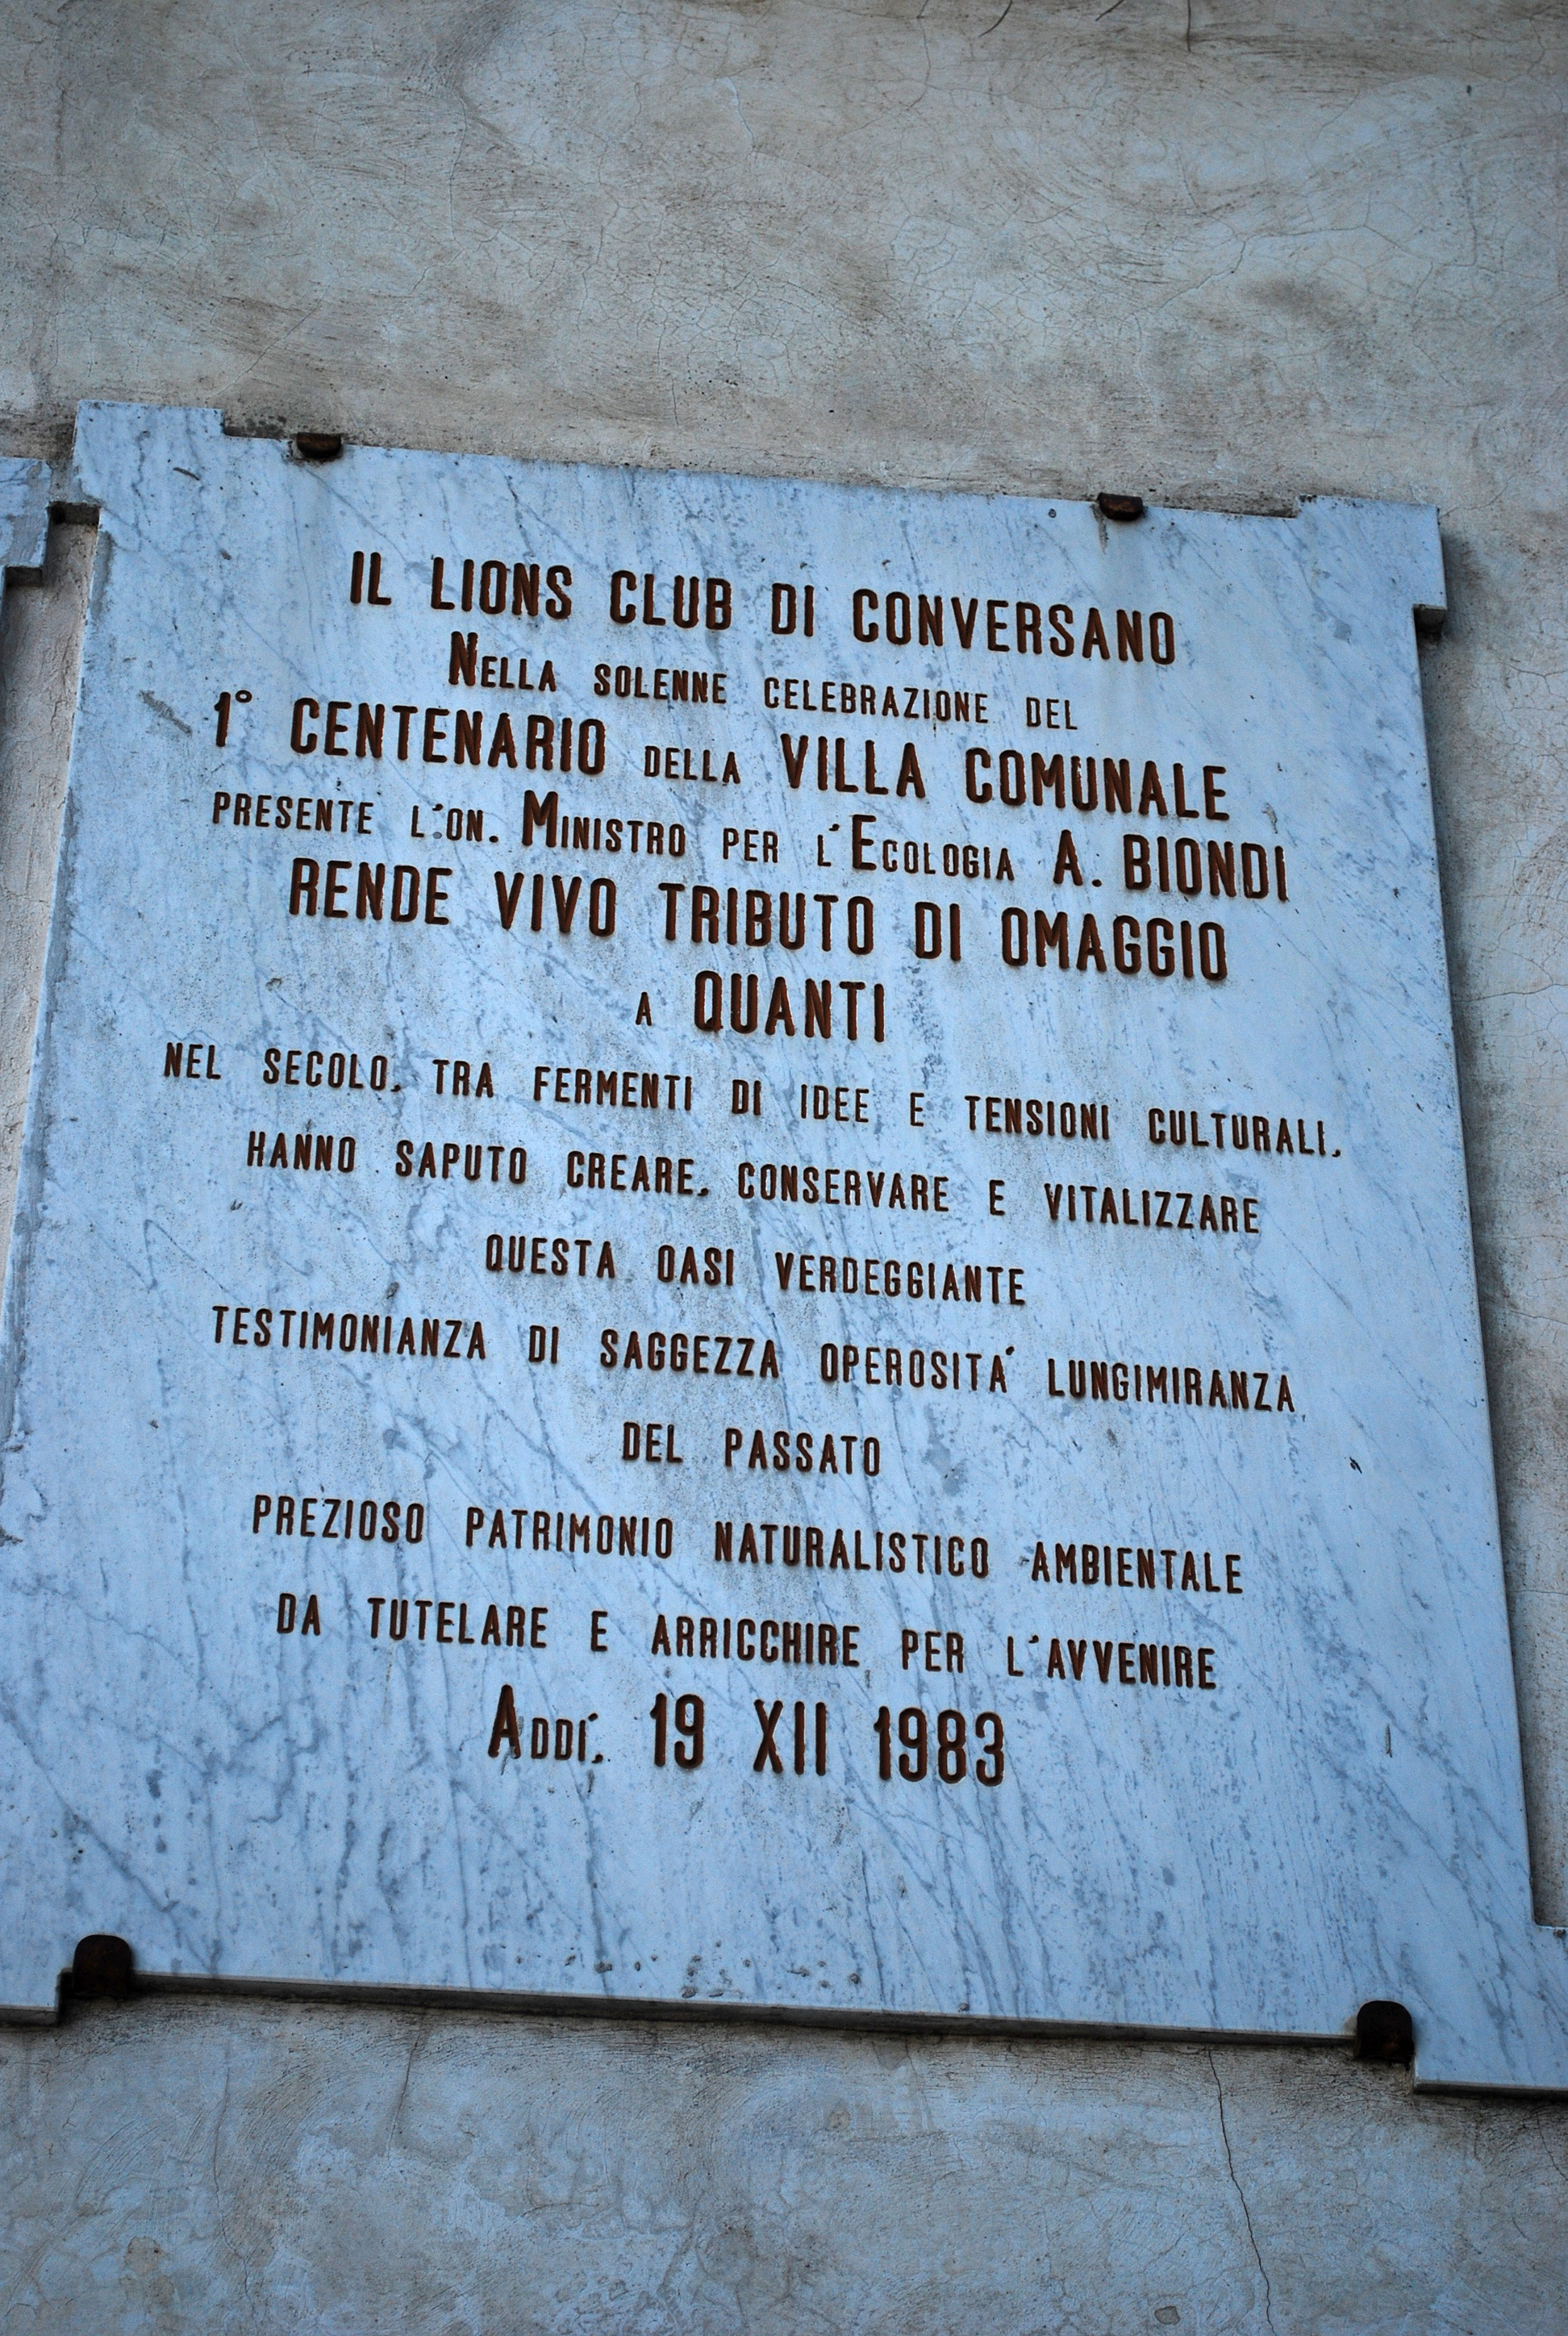 IL LIONS CLUB DI CONVERSANO
NELLA SOLENNE CELEBRAZIONE DEL
1° CENTENARIO DELLA VILLA COMUNALE
PRESENTE L'ON. MINISTRO PER L'ECOLOGIA A. BIONDI
RENDE VIVO TRIBUTO DI OMAGGIO
A QUANTI
NEL SECOLO, TRA FERMENTI DI IDEE E TENSIONI CULTURALI,
HANNO SAPUTO CREARE, CONSERVARE E VITALIZZARE
QUESTA OASI VERDEGGIANTE
TESTIMONIANZA DI SAGGEZZA OPEROSITA' LUNGIMIRANZA
DEL PASSATO
PREZIOSO PATRIMONIO NATURALISTICO AMBIENTALE
DA TUTELARE E ARRICCHIRE PER L'AVVENIRE
ADDI', 19 XII 1983